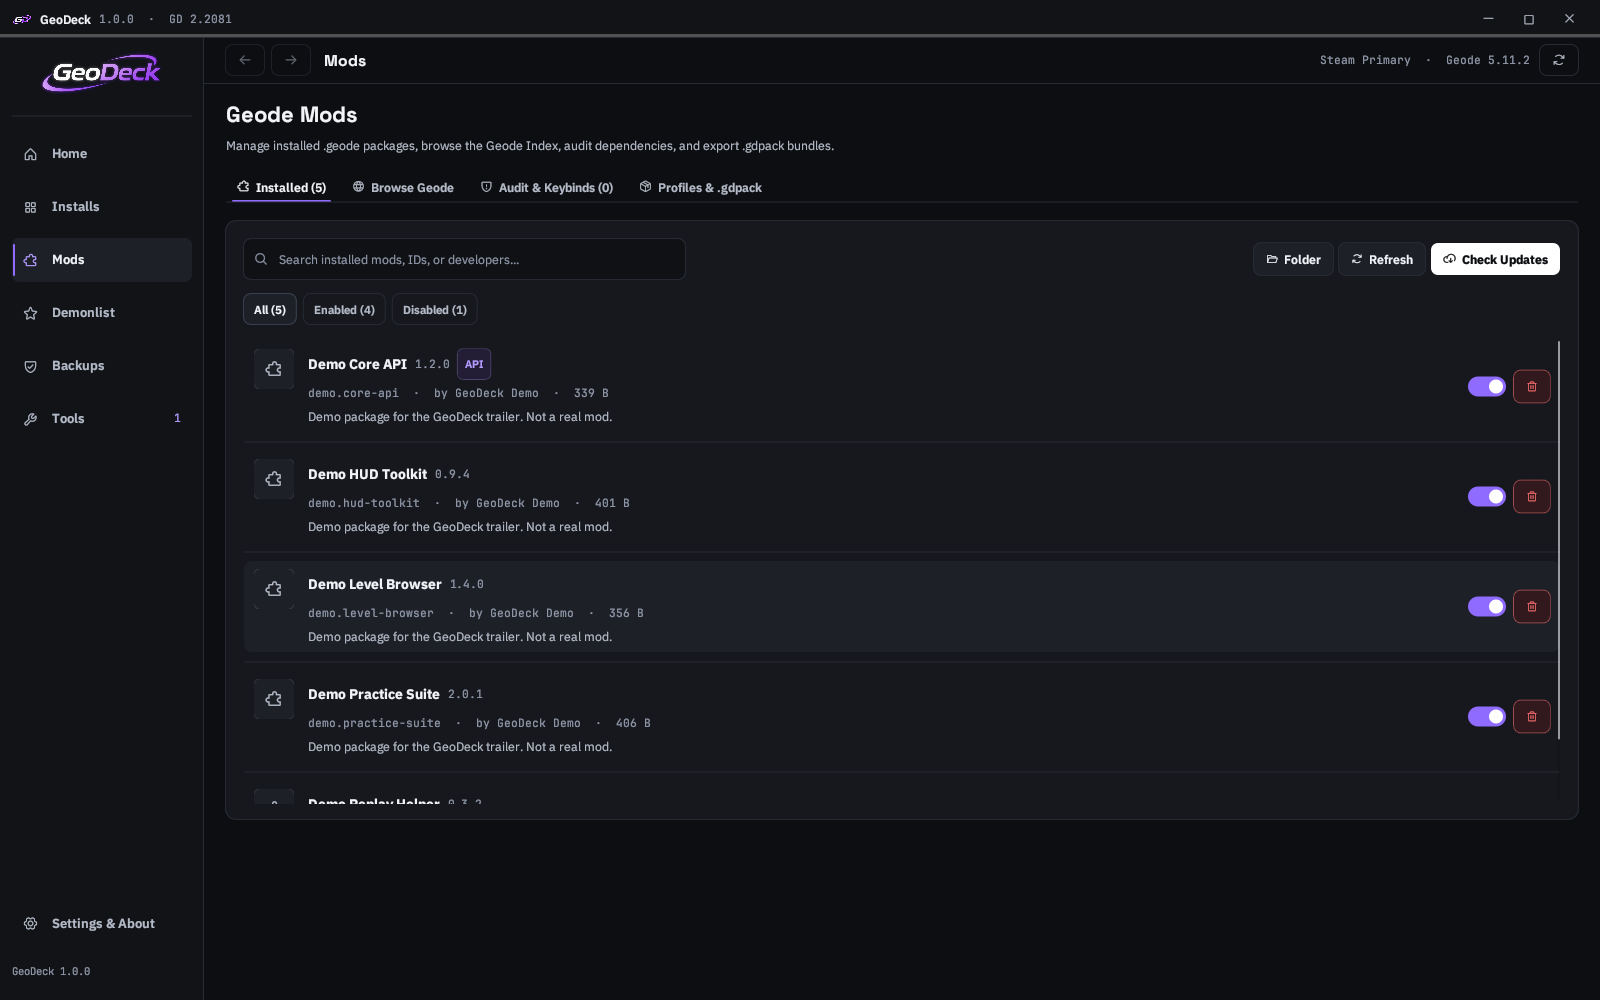 GeoDeck 1.0.0 · GD 2.2081
GeoDeck
Mods
Steam Primary · Geode 5.11.2
Home
Installs
Mods
Demonlist
Backups
Tools 1
Settings & About
GeoDeck 1.0.0
Geode Mods
Manage installed .geode packages, browse the Geode Index, audit dependencies, and export .gdpack bundles.
Installed (5) Browse Geode Audit & Keybinds (0) Profiles & .gdpack
Search installed mods, IDs, or developers...
Folder Refresh Check Updates
All (5) Enabled (4) Disabled (1)
Demo Core API 1.2.0 API
demo.core-api · by GeoDeck Demo · 339 B
Demo package for the GeoDeck trailer. Not a real mod.
Demo HUD Toolkit 0.9.4
demo.hud-toolkit · by GeoDeck Demo · 401 B
Demo package for the GeoDeck trailer. Not a real mod.
Demo Level Browser 1.4.0
demo.level-browser · by GeoDeck Demo · 356 B
Demo package for the GeoDeck trailer. Not a real mod.
Demo Practice Suite 2.0.1
demo.practice-suite · by GeoDeck Demo · 406 B
Demo package for the GeoDeck trailer. Not a real mod.
Demo Replay Helper 0.3.2